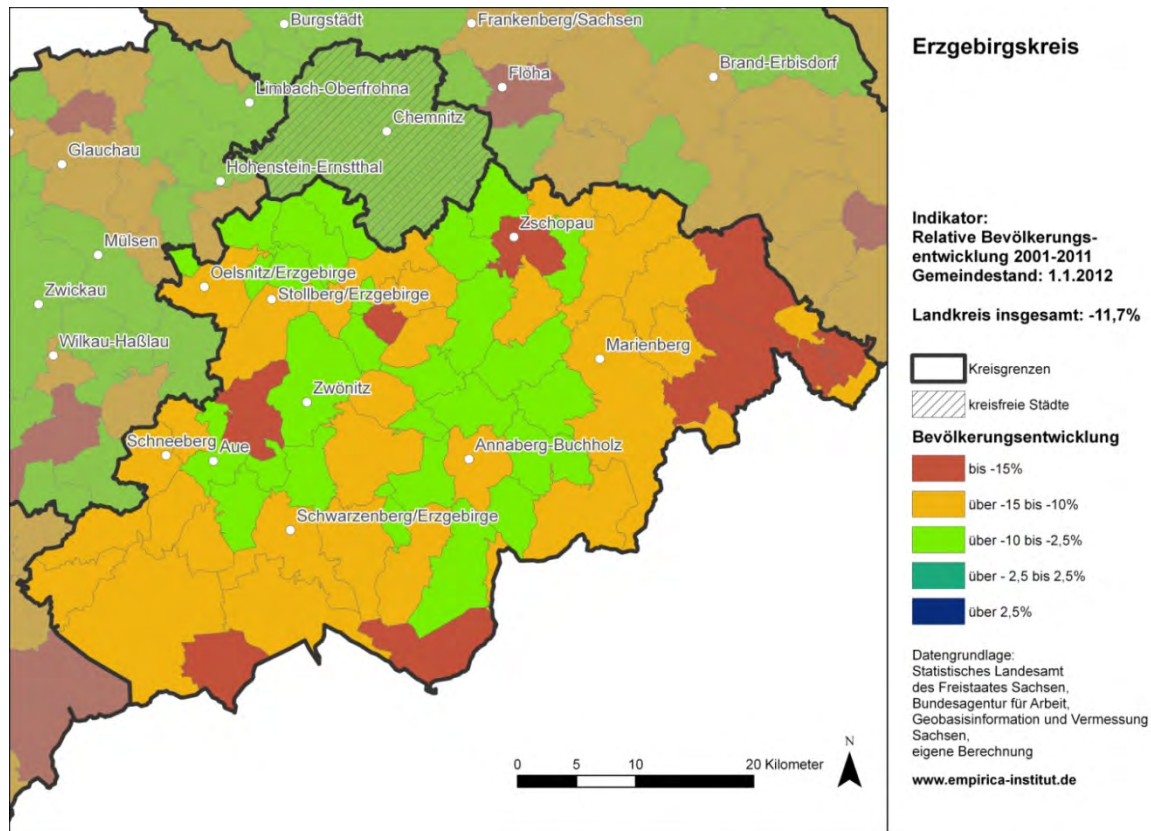 Burgstädt
Frankenberg/Sachsen
Brand-Erbisdorf
Flöha
Limbach-Oberfrohna
Chemnitz
Glauchau
Hohenstein-Ernstthal
Zschopau
Mülsen
Oelsnitz/Erzgebirge
Zwickau
Stollberg/Erzgebirge
Wilkau-Haßlau
Marienberg
Zwönitz
Schneeberg
Aue
Annaberg-Buchholz
Schwarzenberg/Erzgebirge
N
0 5 10 20 Kilometer
Erzgebirgskreis
Indikator:
Relative Bevölkerungs-
entwicklung 2001-2011
Gemeindestand: 1.1.2012
Landkreis insgesamt: -11,7%
Kreisgrenzen
kreisfreie Städte
Bevölkerungsentwicklung
bis -15%
über -15 bis -10%
über -10 bis -2,5%
über - 2,5 bis 2,5%
über 2,5%
Datengrundlage:
Statistisches Landesamt
des Freistaates Sachsen,
Bundesagentur für Arbeit,
Geobasisinformation und Vermessung
Sachsen,
eigene Berechnung
www.empirica-institut.de